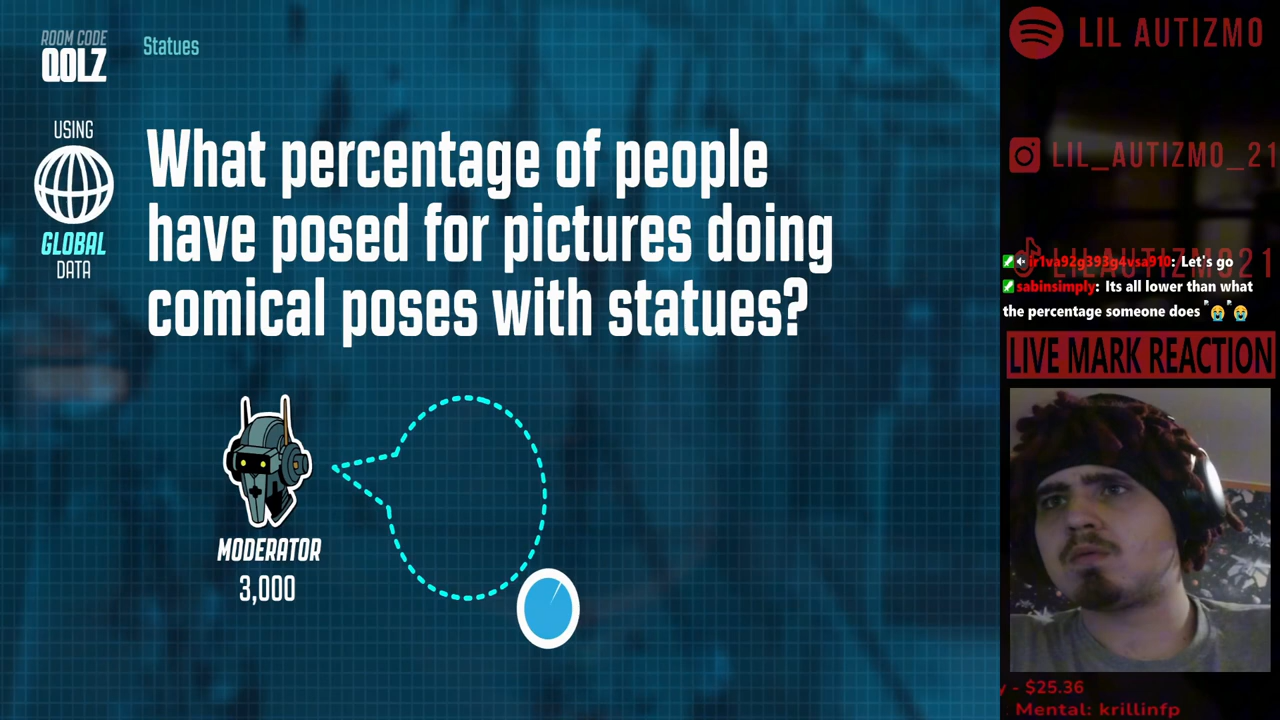 ROOM CODE
QOLZ
Statues
USING
GLOBAL
DATA
What percentage of people
have posed for pictures doing
comical poses with statues?
MODERATOR
3,000
LIL AUTIZMO
LIL_AUTIZMO_21
LILAUTIZMO21
ir1va92g393g4vsa910: Let's go
sabinsimply: Its all lower than what
the percentage someone does 😭 😭
LIVE MARK REACTION
y - $25.36
Mental: krillinfp